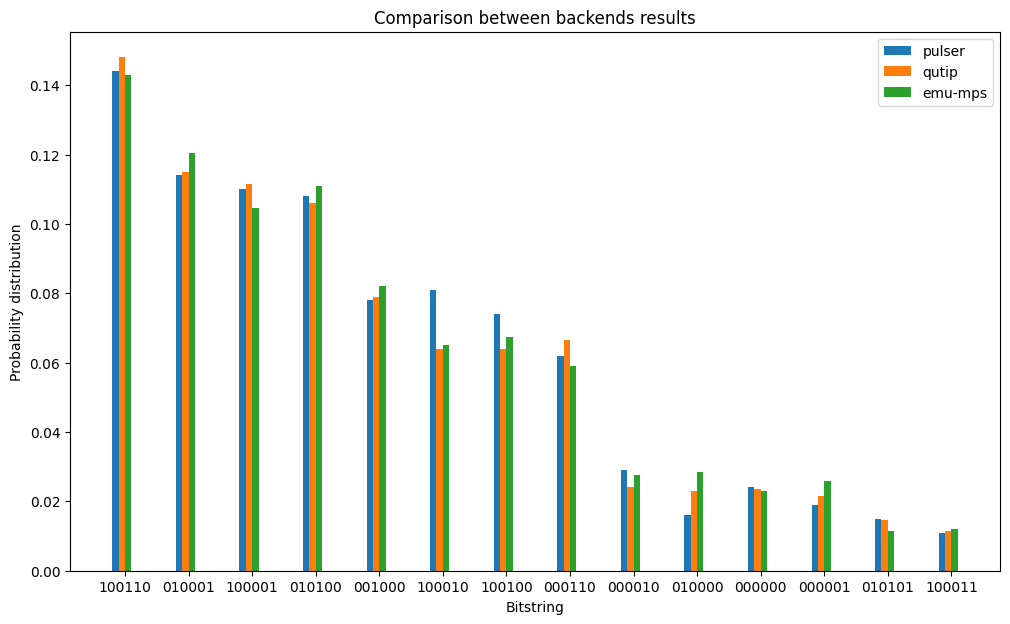 Comparison between backends results
pulser
qutip
emu-mps
Probability distribution
0.14
0.12
0.10
0.08
0.06
0.04
0.02
0.00
100110 010001 100001 010100 001000 100010 100100 000110 000010 010000 000000 000001 010101 100011
Bitstring